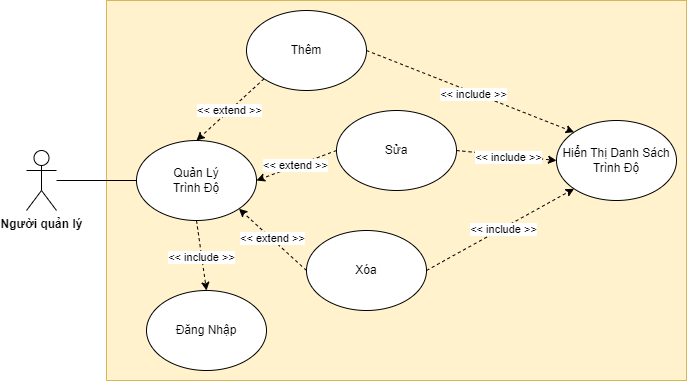 Thêm
<< include >>
<< extend >>
Sửa
Hiển Thị Danh Sách
Trình Độ
<< include >>
<< extend >>
Quản Lý
Trình Độ
Người quản lý
<< include >>
<< extend >>
<< include >>
Xóa
Đăng Nhập